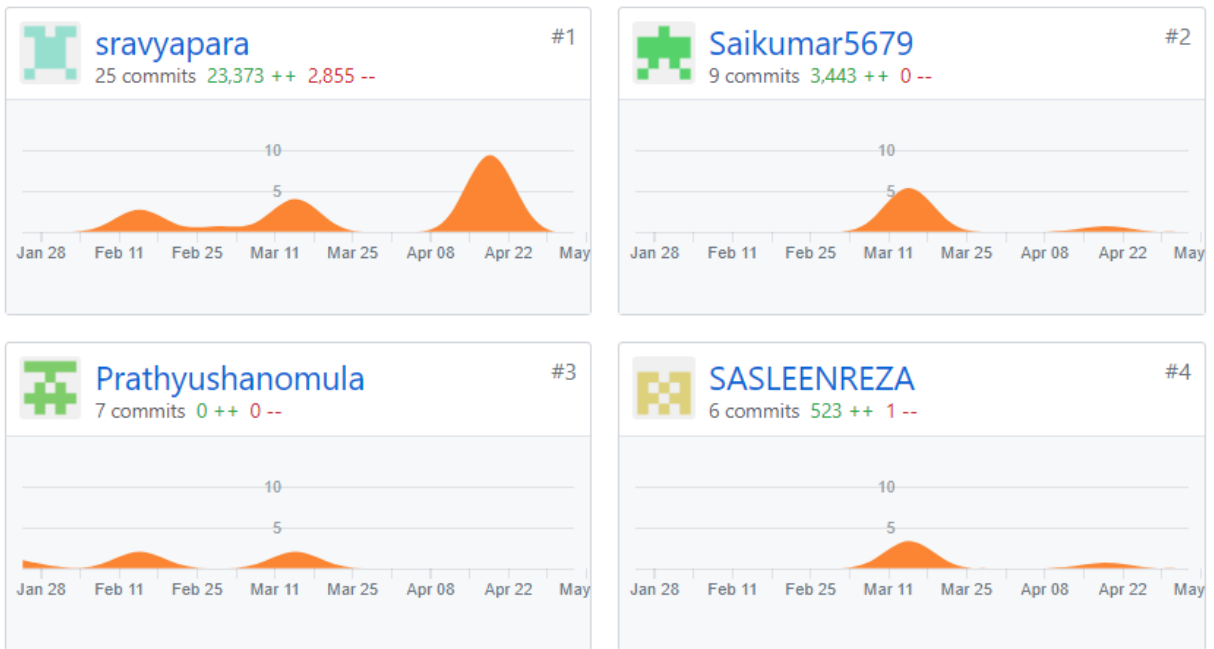 sravyapara #1
25 commits 23,373 ++ 2,855 --
10
5
Jan 28 Feb 11 Feb 25 Mar 11 Mar 25 Apr 08 Apr 22 May
Saikumar5679 #2
9 commits 3,443 ++ 0 --
10
5
Jan 28 Feb 11 Feb 25 Mar 11 Mar 25 Apr 08 Apr 22 May
Prathyushanomula #3
7 commits 0 ++ 0 --
10
5
Jan 28 Feb 11 Feb 25 Mar 11 Mar 25 Apr 08 Apr 22 May
SASLEENREZA #4
6 commits 523 ++ 1 --
10
5
Jan 28 Feb 11 Feb 25 Mar 11 Mar 25 Apr 08 Apr 22 May